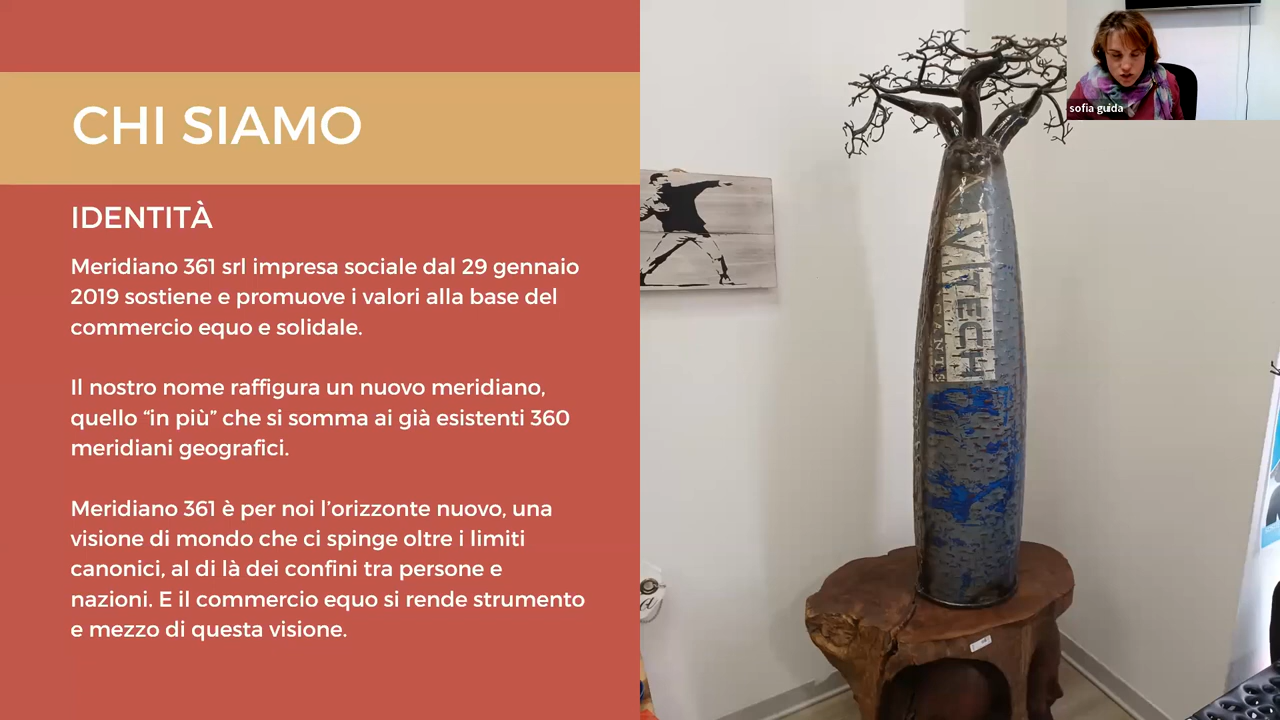 CHI SIAMO
IDENTITÀ
Meridiano 361 srl impresa sociale dal 29 gennaio
2019 sostiene e promuove i valori alla base del
commercio equo e solidale.
Il nostro nome raffigura un nuovo meridiano,
quello “in più” che si somma ai già esistenti 360
meridiani geografici.
Meridiano 361 è per noi l’orizzonte nuovo, una
visione di mondo che ci spinge oltre i limiti
canonici, al di là dei confini tra persone e
nazioni. E il commercio equo si rende strumento
e mezzo di questa visione.
sofia guida